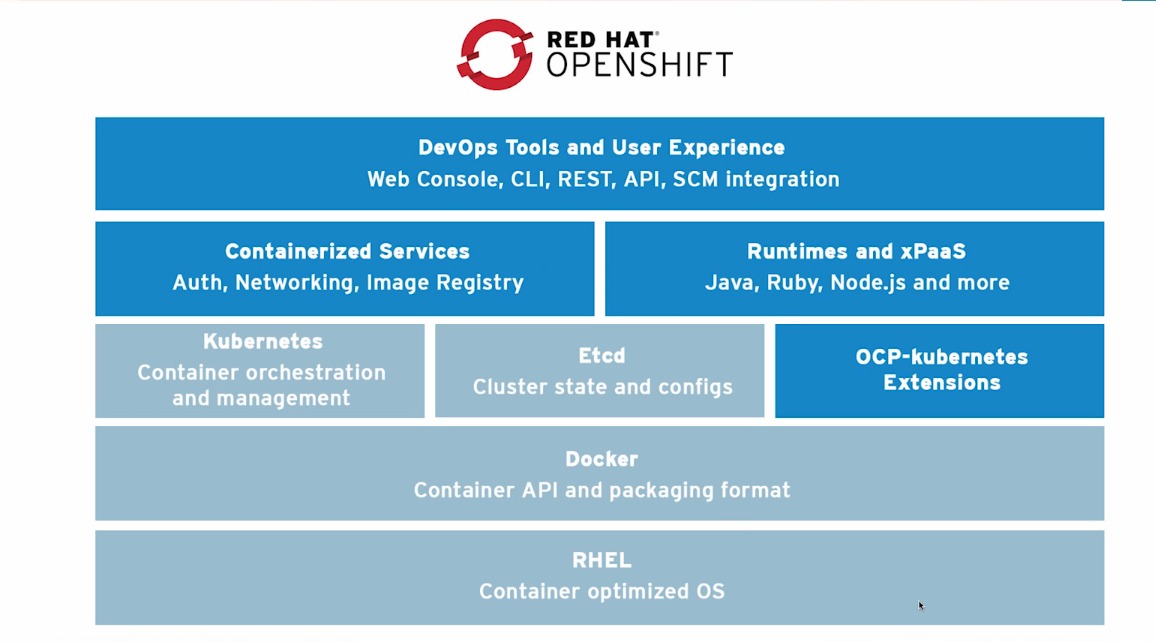 RED HAT®
OPENSHIFT
DevOps Tools and User Experience
Web Console, CLI, REST, API, SCM integration
Containerized Services
Auth, Networking, Image Registry
Runtimes and xPaaS
Java, Ruby, Node.js and more
Kubernetes
Container orchestration
and management
Etcd
Cluster state and configs
OCP-kubernetes
Extensions
Docker
Container API and packaging format
RHEL
Container optimized OS